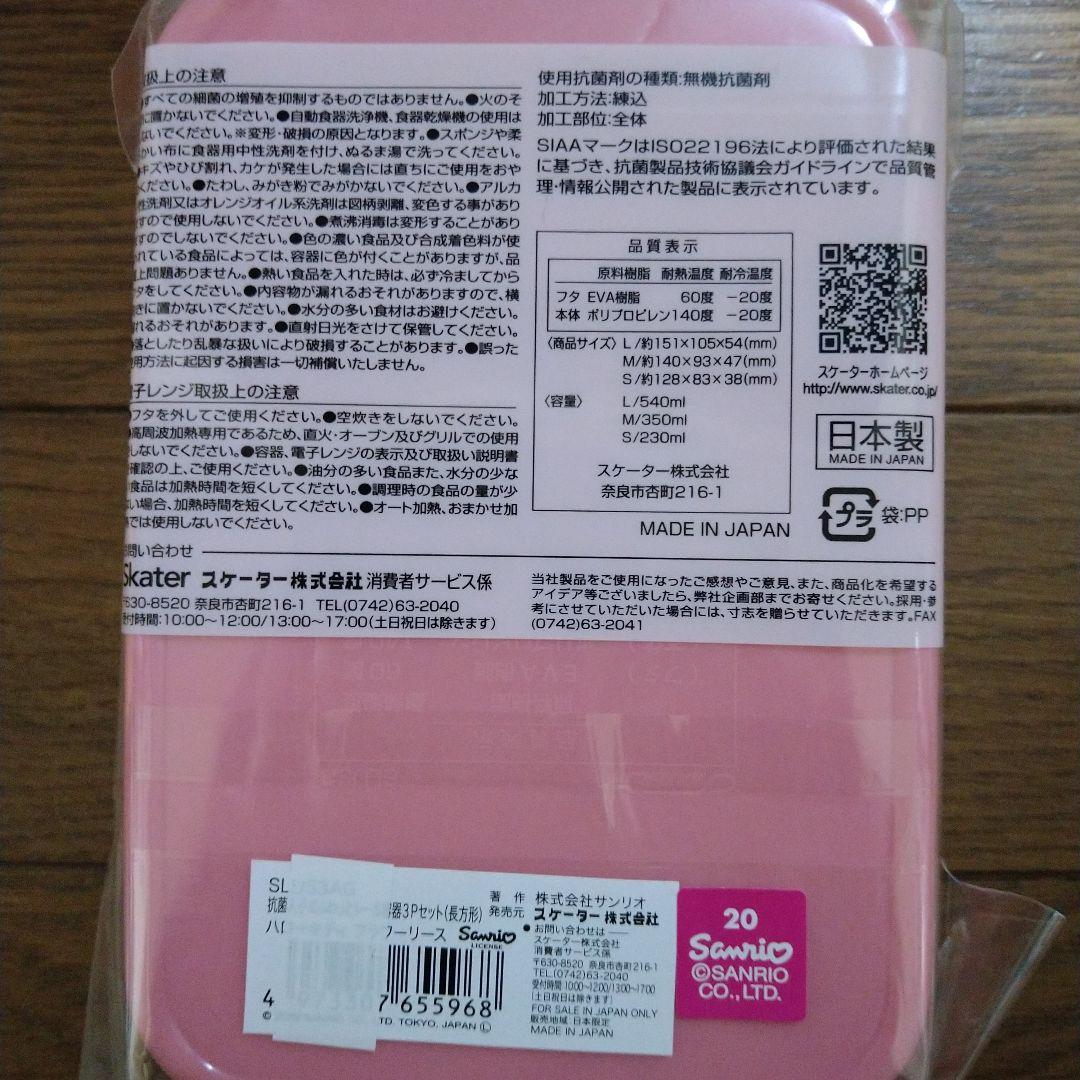 扱上の注意
すべての細菌の増殖を抑制するものではありません。●火のそ
に置かないでください。●自動食器洗浄機、食器乾燥機の使用は
ないでください。※変形・破損の原因となります。●スポンジや柔
かい布に食器用中性洗剤を付け、ぬるま湯で洗ってください。
キズやひび割れ、カケが発生した場合には直ちにご使用をおや
ください。●たわし、みがき粉でみがかないでください。●アルカ
性洗剤又はオレンジオイル系洗剤は図柄剥離、変色する事があり
すので使用しないでください。●煮沸消毒は変形することがあり
すのでしないでください。●色の濃い食品及び合成着色料が使
れている食品によっては、容器に色が付くことがありますが、品
上問題ありません。●熱い食品を入れた時は、必ず冷ましてから
タをしてください。●内容物が漏れるおそれがありますので、横
きに置かないでください。●水分の多い食材はお避けください。
れるおそれがあります。●直射日光をさけて保管してください。
落としたり乱暴な扱いにより破損することがあります。●誤った
用方法に起因する損害は一切補償いたしません。
子レンジ取扱上の注意
フタを外してご使用ください。●空炊きをしないでください。
高周波加熱専用であるため、直火・オーブン及びグリルでの使用
しないでください。●容器、電子レンジの表示及び取扱い説明書
確認の上、ご使用ください。●油分の多い食品また、水分の少な
食品は加熱時間を短くしてください。●調理時の食品の量が少
い場合、加熱時間を短くしてください。●オート加熱、おまかせ加
では使用しないでください。
使用抗菌剤の種類:無機抗菌剤
加工方法:練込
加工部位:全体
SIAAマークはISO22196法により評価された結果
に基づき、抗菌製品技術協議会ガイドラインで品質管
理・情報公開された製品に表示されています。
品質表示
原料樹脂 耐熱温度 耐冷温度
フタ EVA樹脂 60度 −20度
本体 ポリプロピレン 140度 −20度
〈商品サイズ〉 L/約151×105×54(mm)
M/約140×93×47(mm)
S/約128×83×38(mm)
〈容量〉 L/540ml
M/350ml
S/230ml
スケーター株式会社
奈良市杏町216-1
MADE IN JAPAN
スケーターホームページ
http://www.skater.co.jp/
日本製
MADE IN JAPAN
プラ 袋:PP
お問い合わせ
Skater スケーター株式会社 消費者サービス係
〒630-8520 奈良市杏町216-1 TEL(0742)63-2040
受付時間:10:00〜12:00/13:00〜17:00(土日祝日は除きます)
当社製品をご使用になったご感想やご意見、また、商品化を希望する
アイデア等ございましたら、弊社企画部までお寄せください。採用・参
考にさせていただいた場合には、寸志を贈らせていただきます。FAX
(0742)63-2041
SL
抗菌 器3Pセット(長方形)
ハロ フーリース Sanrio
LICENSE
4 7 655968
TD. TOKYO, JAPAN Ⓛ
著作 株式会社サンリオ
発売元 スケーター株式会社
●お問い合わせは
スケーター株式会社
消費者サービス係
〒630-8520 奈良市杏町216-1
TEL.(0742)63-2040
受付時間 10:00〜12:00/13:00〜17:00
(土日祝日は除きます)
FOR SALE IN JAPAN ONLY
販売地域:日本限定
MADE IN JAPAN
20
Sanrio
©SANRIO
CO.,LTD.